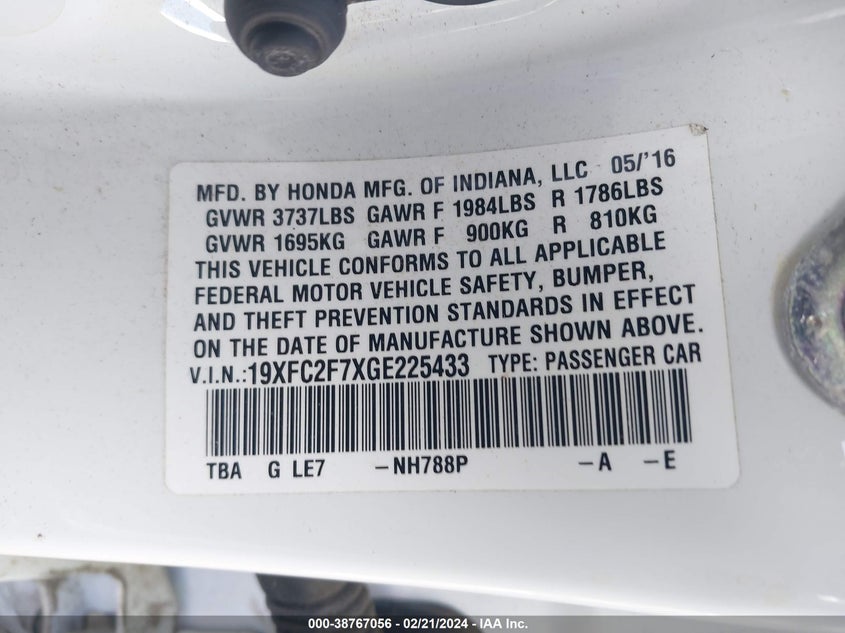 MFD. BY HONDA MFG. OF INDIANA, LLC 05/'16
GVWR 3737LBS GAWR F 1984LBS R 1786LBS
GVWR 1695KG GAWR F 900KG R 810KG
THIS VEHICLE CONFORMS TO ALL APPLICABLE
FEDERAL MOTOR VEHICLE SAFETY, BUMPER,
AND THEFT PREVENTION STANDARDS IN EFFECT
ON THE DATE OF MANUFACTURE SHOWN ABOVE.
V.I.N.:19XFC2F7XGE225433 TYPE: PASSENGER CAR
TBA G LE7 –NH788P –A –E
000-38767056 - 02/21/2024 - IAA Inc.